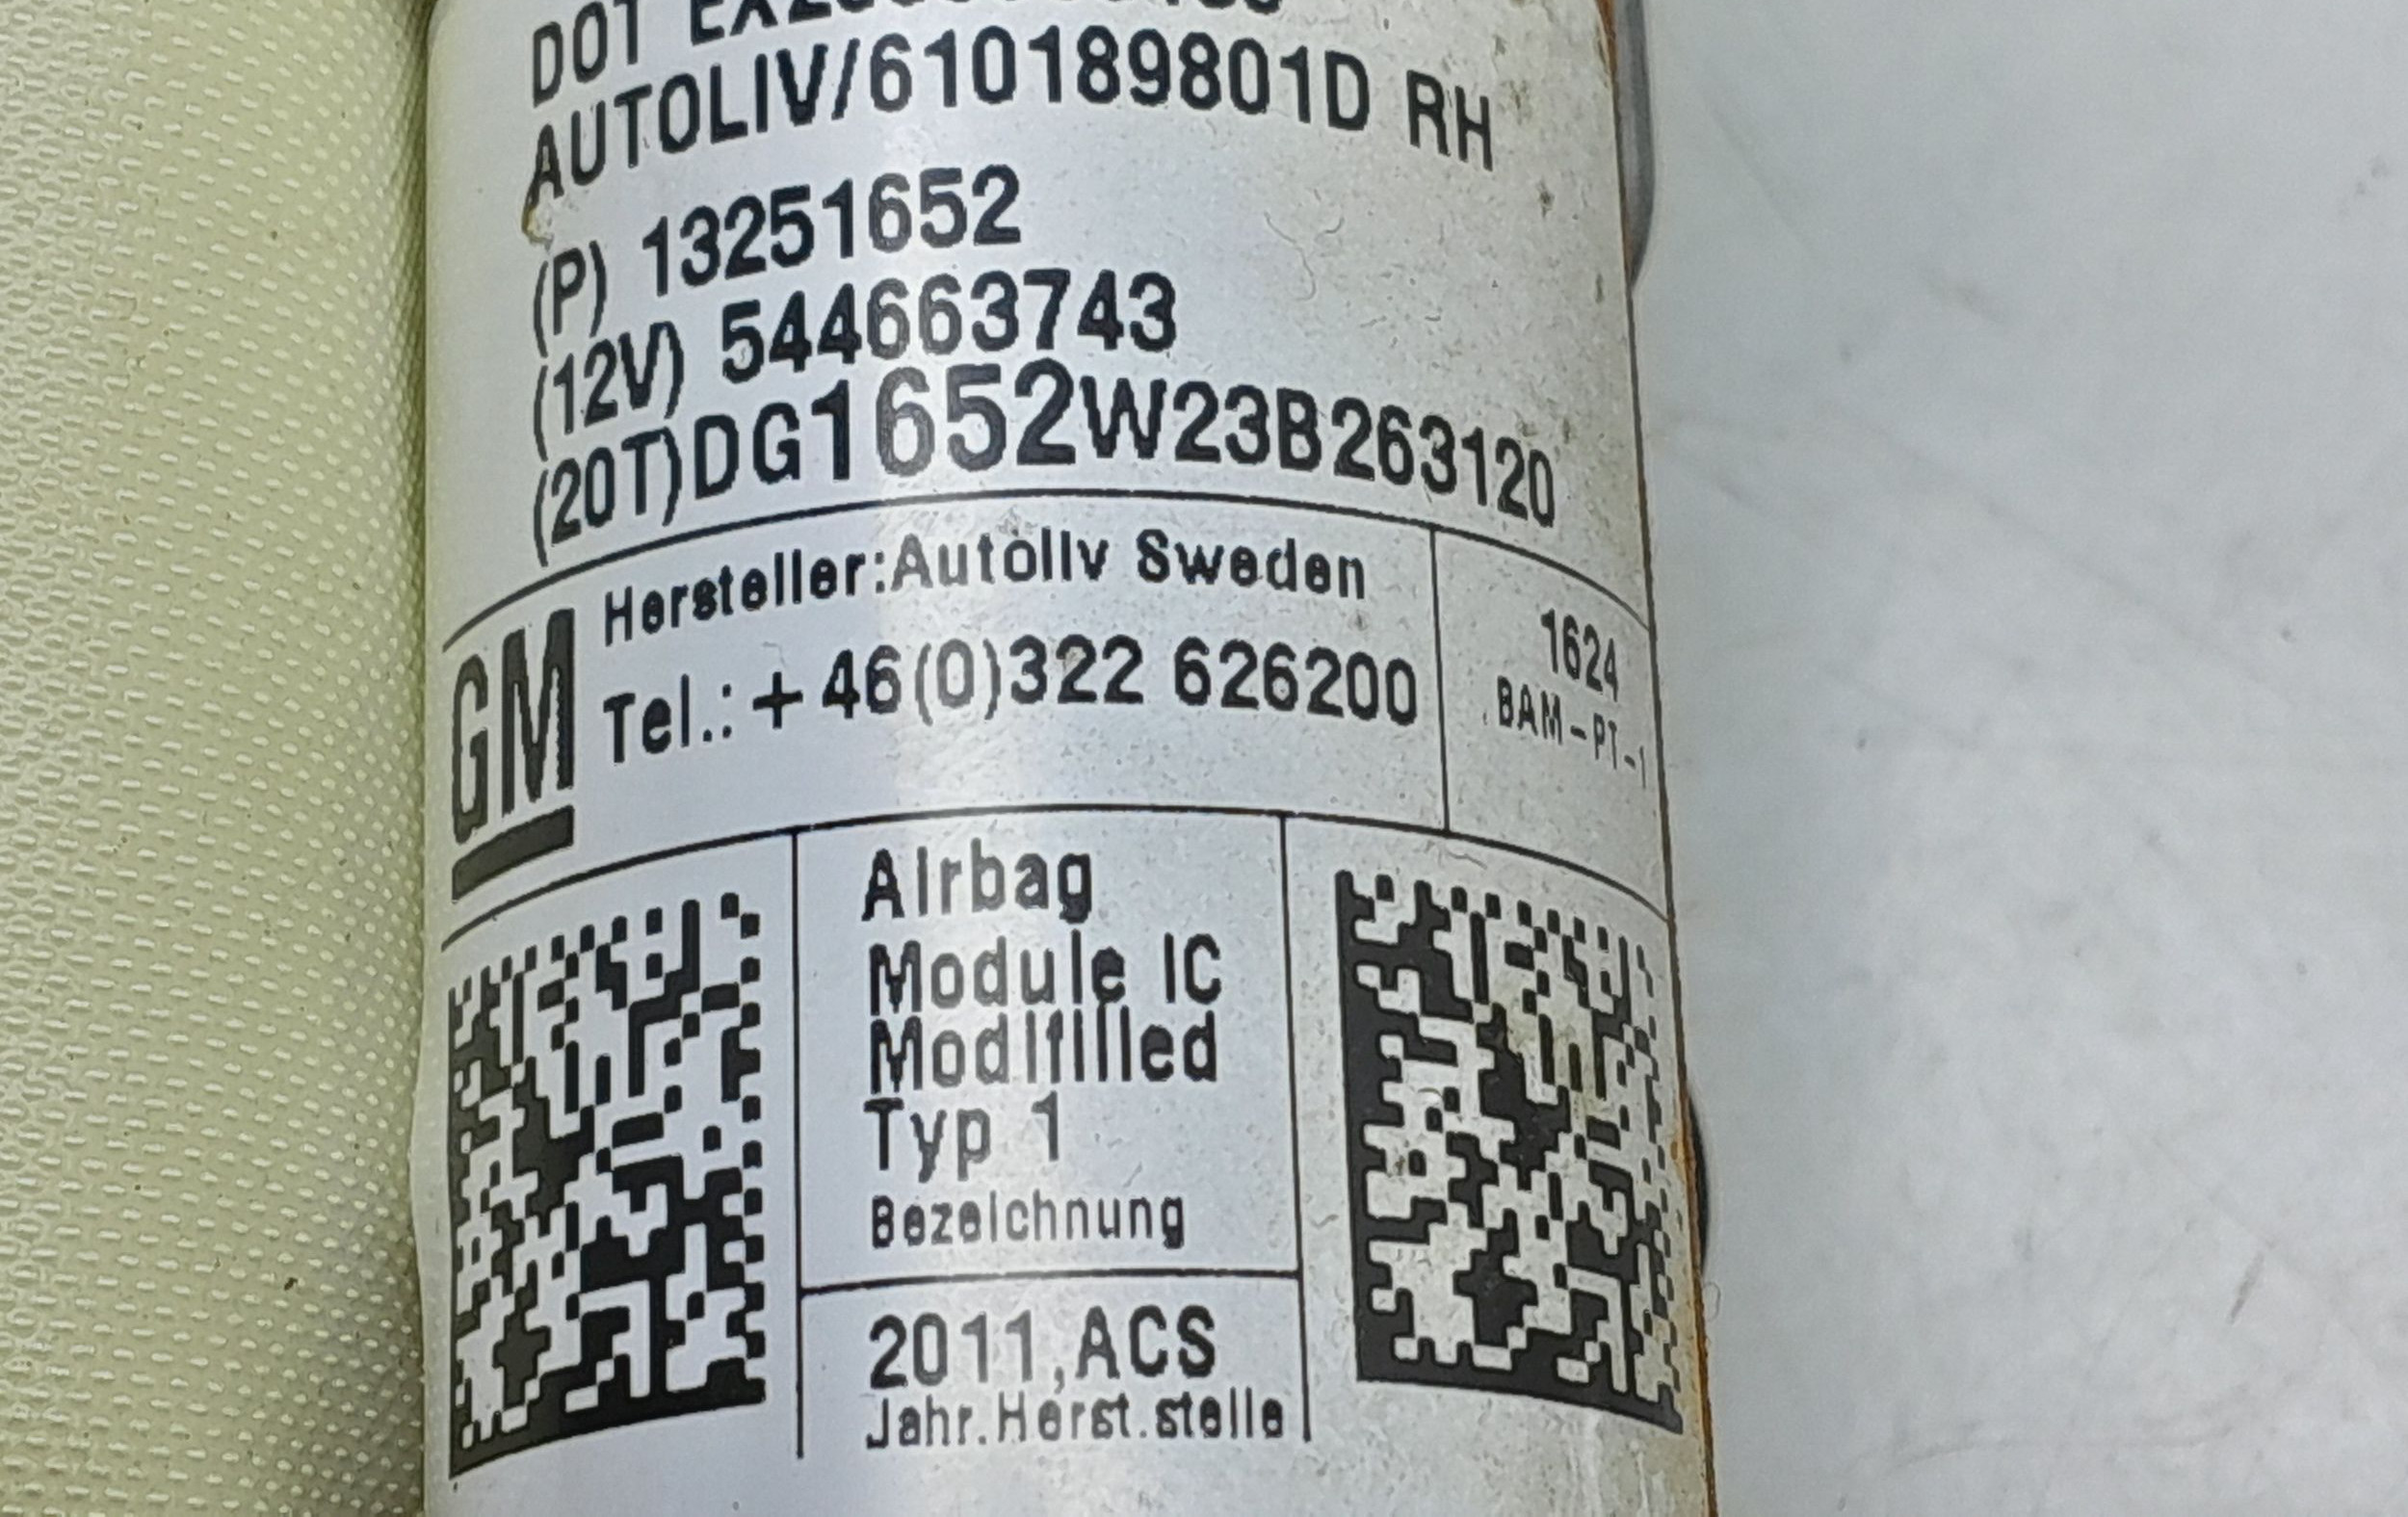 DOT
AUTOLIV/610189801D RH
(P) 13251652
(12V) 544663743
(20T)DG1652W23B263120
GM
Hersteller:Autoliv Sweden
Tel.: +46(0)322 626200
1624
BAM-PT-1
Airbag
Module IC
Modifilled
Typ 1
Bezeichnung
2011,ACS
Jahr.Herst.stelle